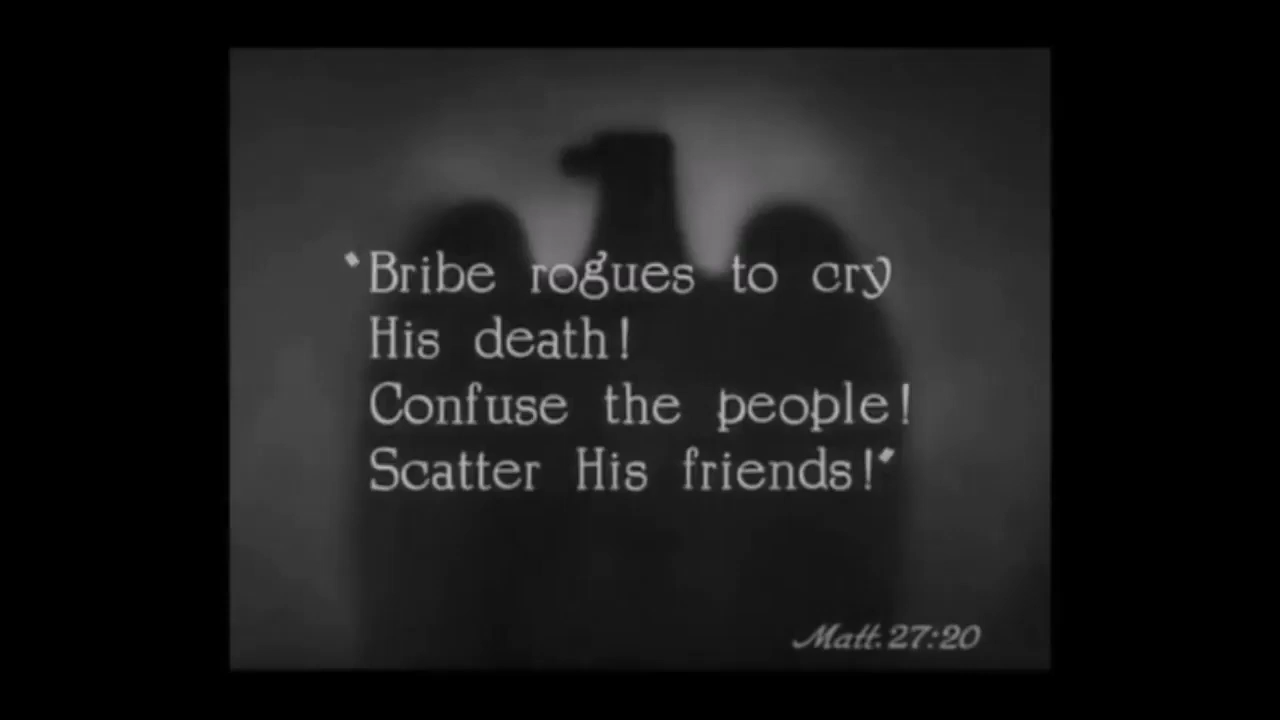 "Bribe rogues to cry
His death!
Confuse the people!
Scatter His friends!"
Matt. 27:20